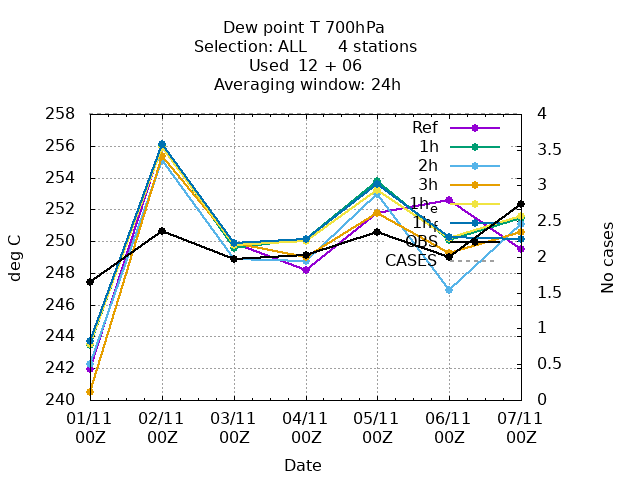 Dew point T 700hPa
Selection: ALL 4 stations
Used 12 + 06
Averaging window: 24h
258
256
254
252
250
248
246
244
242
240
4
3.5
3
2.5
2
1.5
1
0.5
0
deg C
No cases
Ref
1h
2h
3h
1he
1hf
OBS
CASES
01/11 02/11 03/11 04/11 05/11 06/11 07/11
00Z 00Z 00Z 00Z 00Z 00Z 00Z
Date